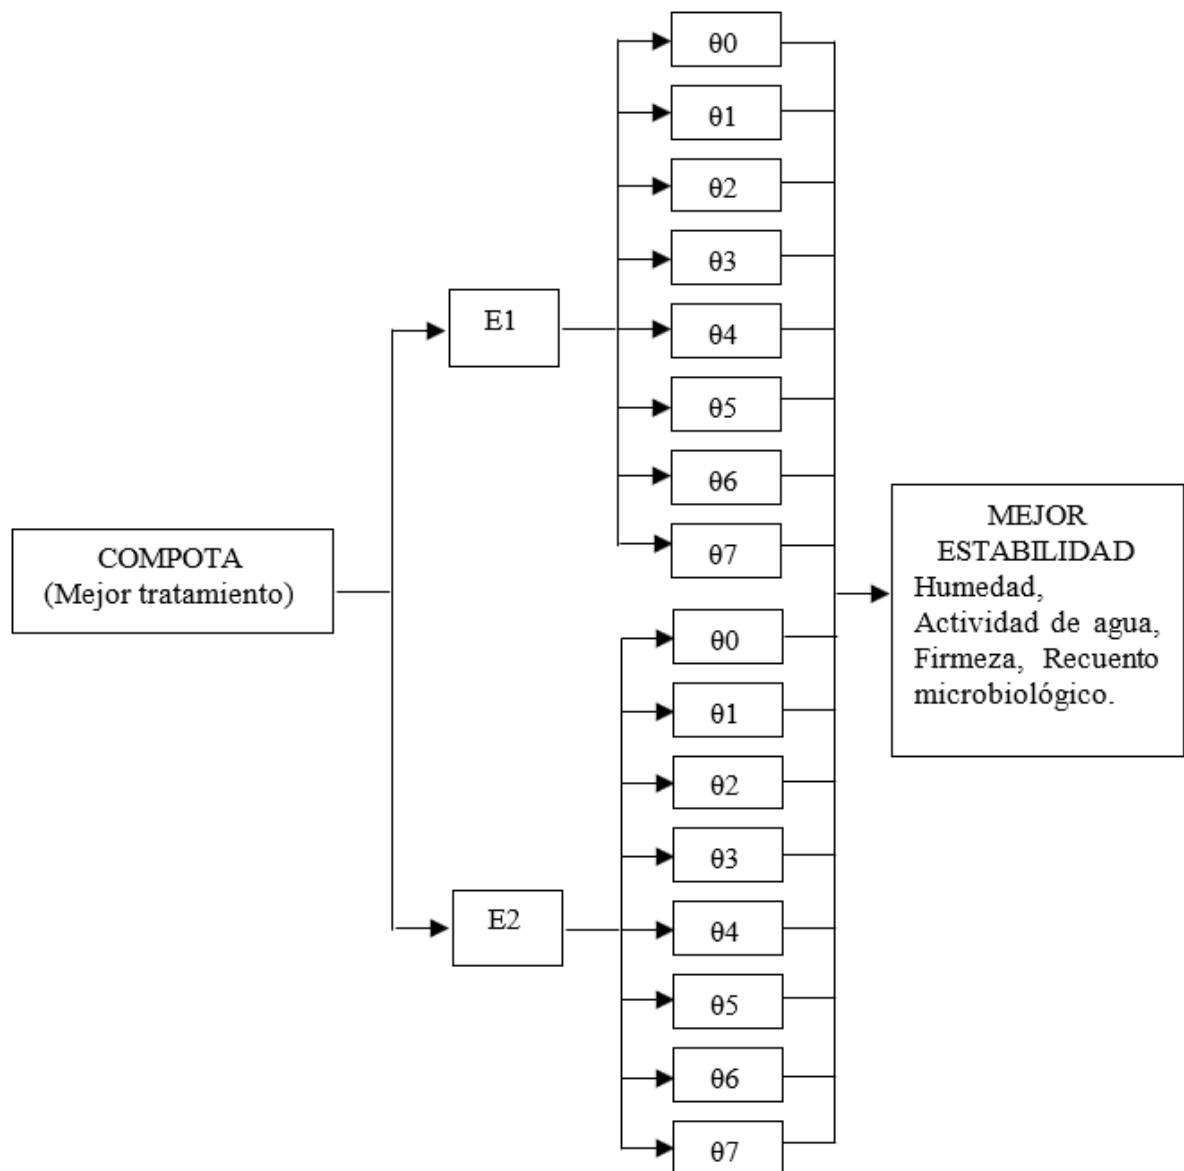 COMPOTA
(Mejor tratamiento)
E1
θ0
θ1
θ2
θ3
θ4
θ5
θ6
θ7
E2
θ0
θ1
θ2
θ3
θ4
θ5
θ6
θ7
MEJOR
ESTABILIDAD
Humedad,
Actividad de agua,
Firmeza, Recuento
microbiológico.